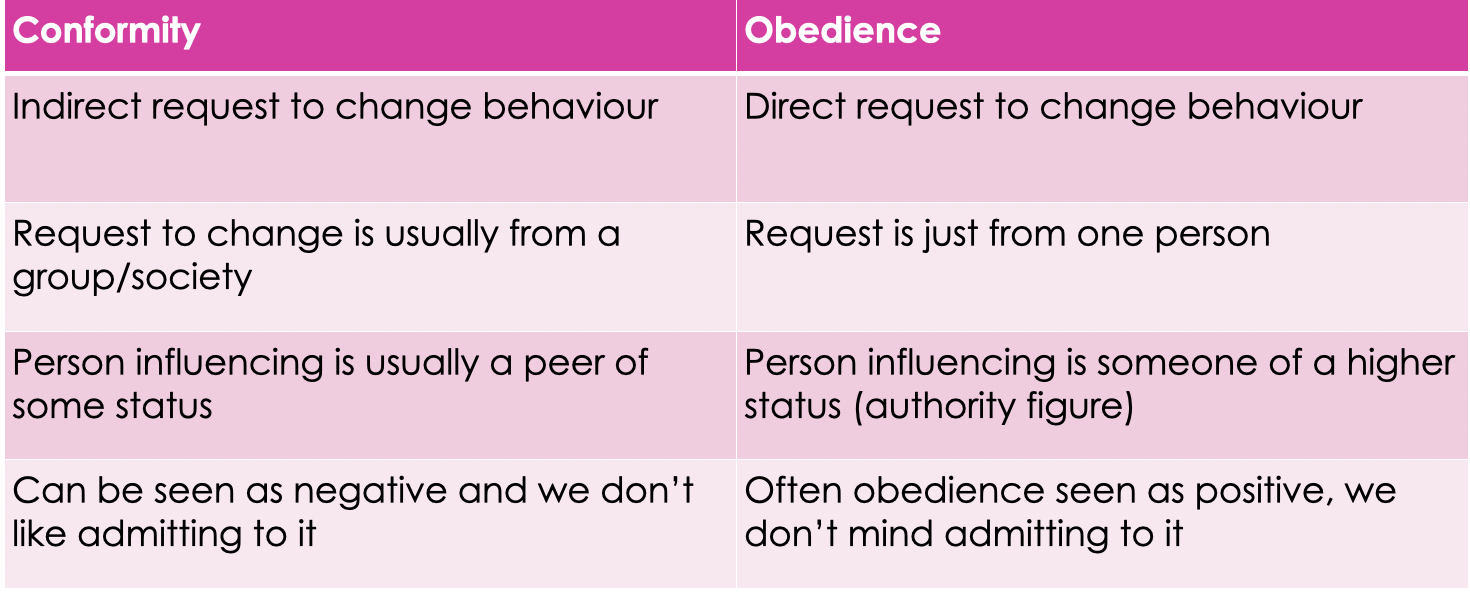 Conformity
Obedience
Indirect request to change behaviour
Direct request to change behaviour
Request to change is usually from a
group/society
Request is just from one person
Person influencing is usually a peer of
some status
Person influencing is someone of a higher
status (authority figure)
Can be seen as negative and we don’t
like admitting to it
Often obedience seen as positive, we
don’t mind admitting to it